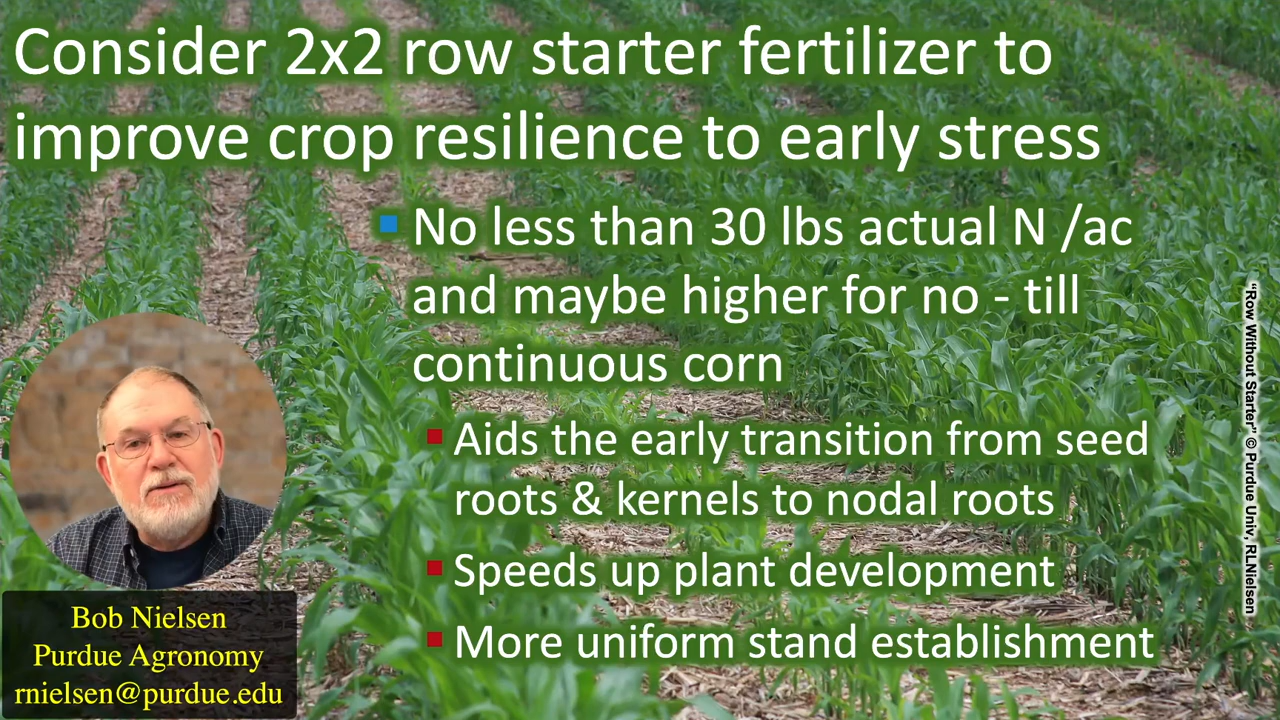 Consider 2x2 row starter fertilizer to
improve crop resilience to early stress
No less than 30 lbs actual N /ac
and maybe higher for no - till
continuous corn
Aids the early transition from seed
roots & kernels to nodal roots
Speeds up plant development
More uniform stand establishment
Bob Nielsen
Purdue Agronomy
rnielsen@purdue.edu
“Row Without Starter” © Purdue Univ, RLNielsen